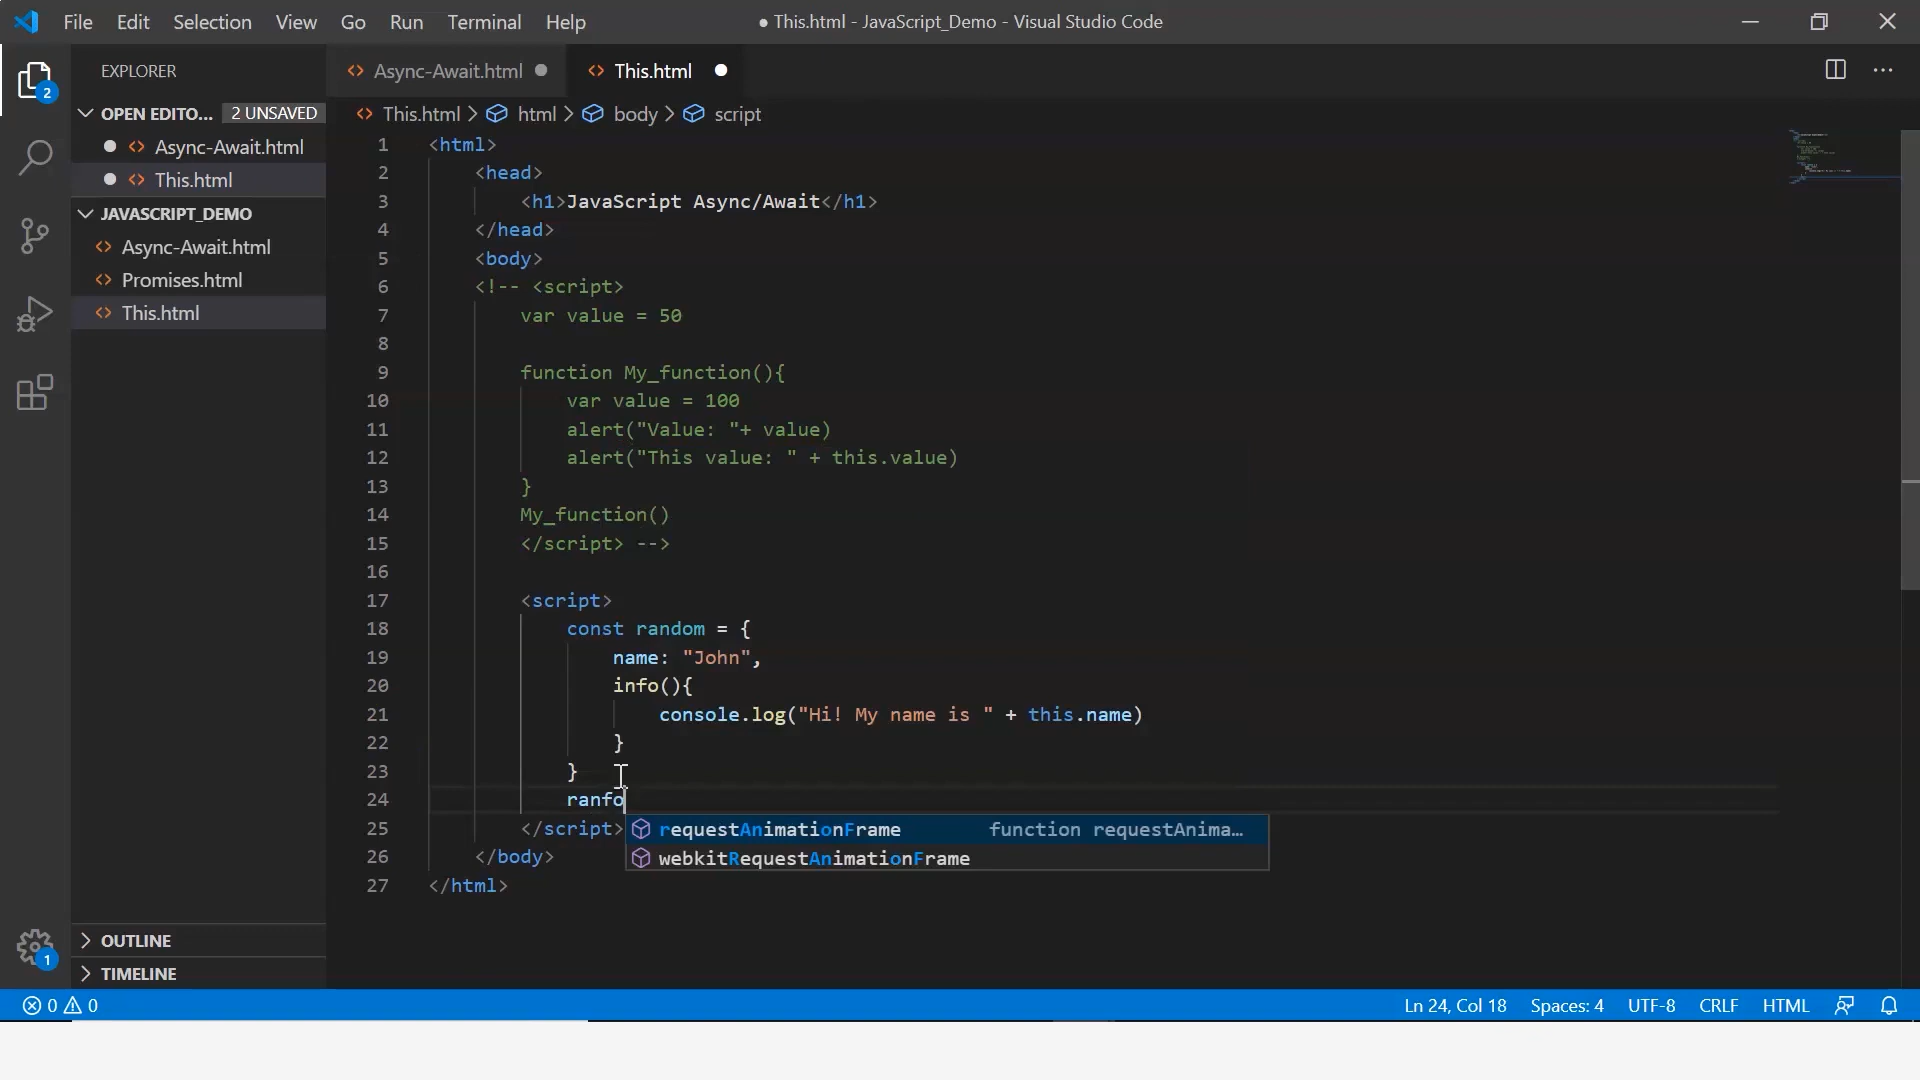 File Edit Selection View Go Run Terminal Help
● This.html - JavaScript_Demo - Visual Studio Code
EXPLORER
OPEN EDITO... 2 UNSAVED
Async-Await.html
This.html
JAVASCRIPT_DEMO
Async-Await.html
Promises.html
This.html
OUTLINE
TIMELINE
2
1
Async-Await.html This.html
This.html > html > body > script
1 <html>
2 <head>
3 <h1>JavaScript Async/Await</h1>
4 </head>
5 <body>
6 <!-- <script>
7 var value = 50
8
9 function My_function(){
10 var value = 100
11 alert("Value: "+ value)
12 alert("This value: " + this.value)
13 }
14 My_function()
15 </script> -->
16
17 <script>
18 const random = {
19 name: "John",
20 info(){
21 console.log("Hi! My name is " + this.name)
22 }
23 }
24 ranfo
25 </script>
26 </body>
27 </html>
requestAnimationFrame function requestAnima...
webkitRequestAnimationFrame
0 0 Ln 24, Col 18 Spaces: 4 UTF-8 CRLF HTML